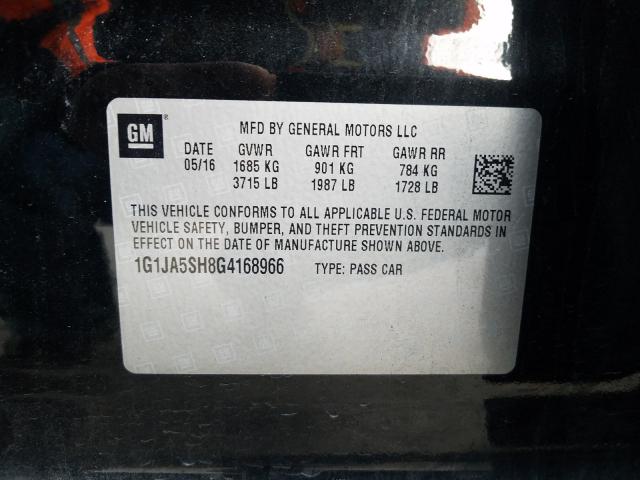 GM ®
MFD BY GENERAL MOTORS LLC
DATE GVWR GAWR FRT GAWR RR
05/16 1685 KG 901 KG 784 KG
3715 LB 1987 LB 1728 LB
THIS VEHICLE CONFORMS TO ALL APPLICABLE U.S. FEDERAL MOTOR
VEHICLE SAFETY, BUMPER, AND THEFT PREVENTION STANDARDS IN
EFFECT ON THE DATE OF MANUFACTURE SHOWN ABOVE.
1G1JA5SH8G4168966 TYPE: PASS CAR